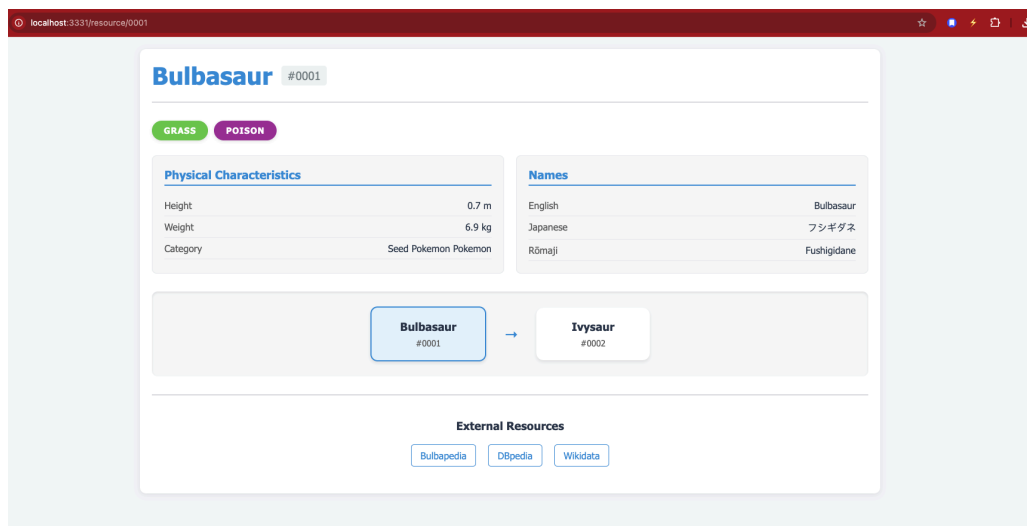 localhost:3331/resource/0001
Bulbasaur #0001
GRASS POISON
Physical Characteristics
Height 0.7 m
Weight 6.9 kg
Category Seed Pokemon Pokemon
Names
English Bulbasaur
Japanese フシギダネ
Rōmaji Fushigidane
Bulbasaur
#0001
→
Ivysaur
#0002
External Resources
Bulbapedia DBpedia Wikidata